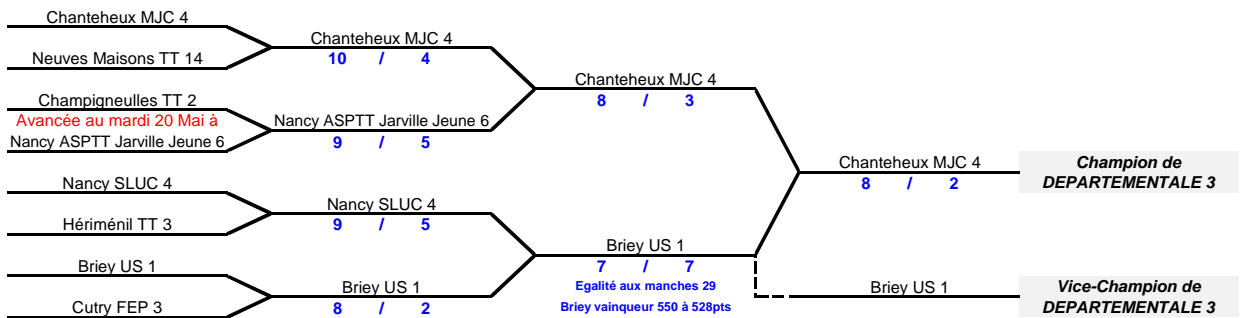 Chanteheux MJC 4
Neuves Maisons TT 14
Chanteheux MJC 4
10 / 4
Champigneulles TT 2
Avancée au mardi 20 Mai à
Nancy ASPTT Jarville Jeune 6
Nancy ASPTT Jarville Jeune 6
9 / 5
Chanteheux MJC 4
8 / 3
Nancy SLUC 4
Hériménil TT 3
Nancy SLUC 4
9 / 5
Briey US 1
Cutry FEP 3
Briey US 1
8 / 2
Briey US 1
7 / 7
Egalité aux manches 29
Briey vainqueur 550 à 528pts
Chanteheux MJC 4
8 / 2
Champion de
DEPARTEMENTALE 3
Briey US 1
Vice-Champion de
DEPARTEMENTALE 3